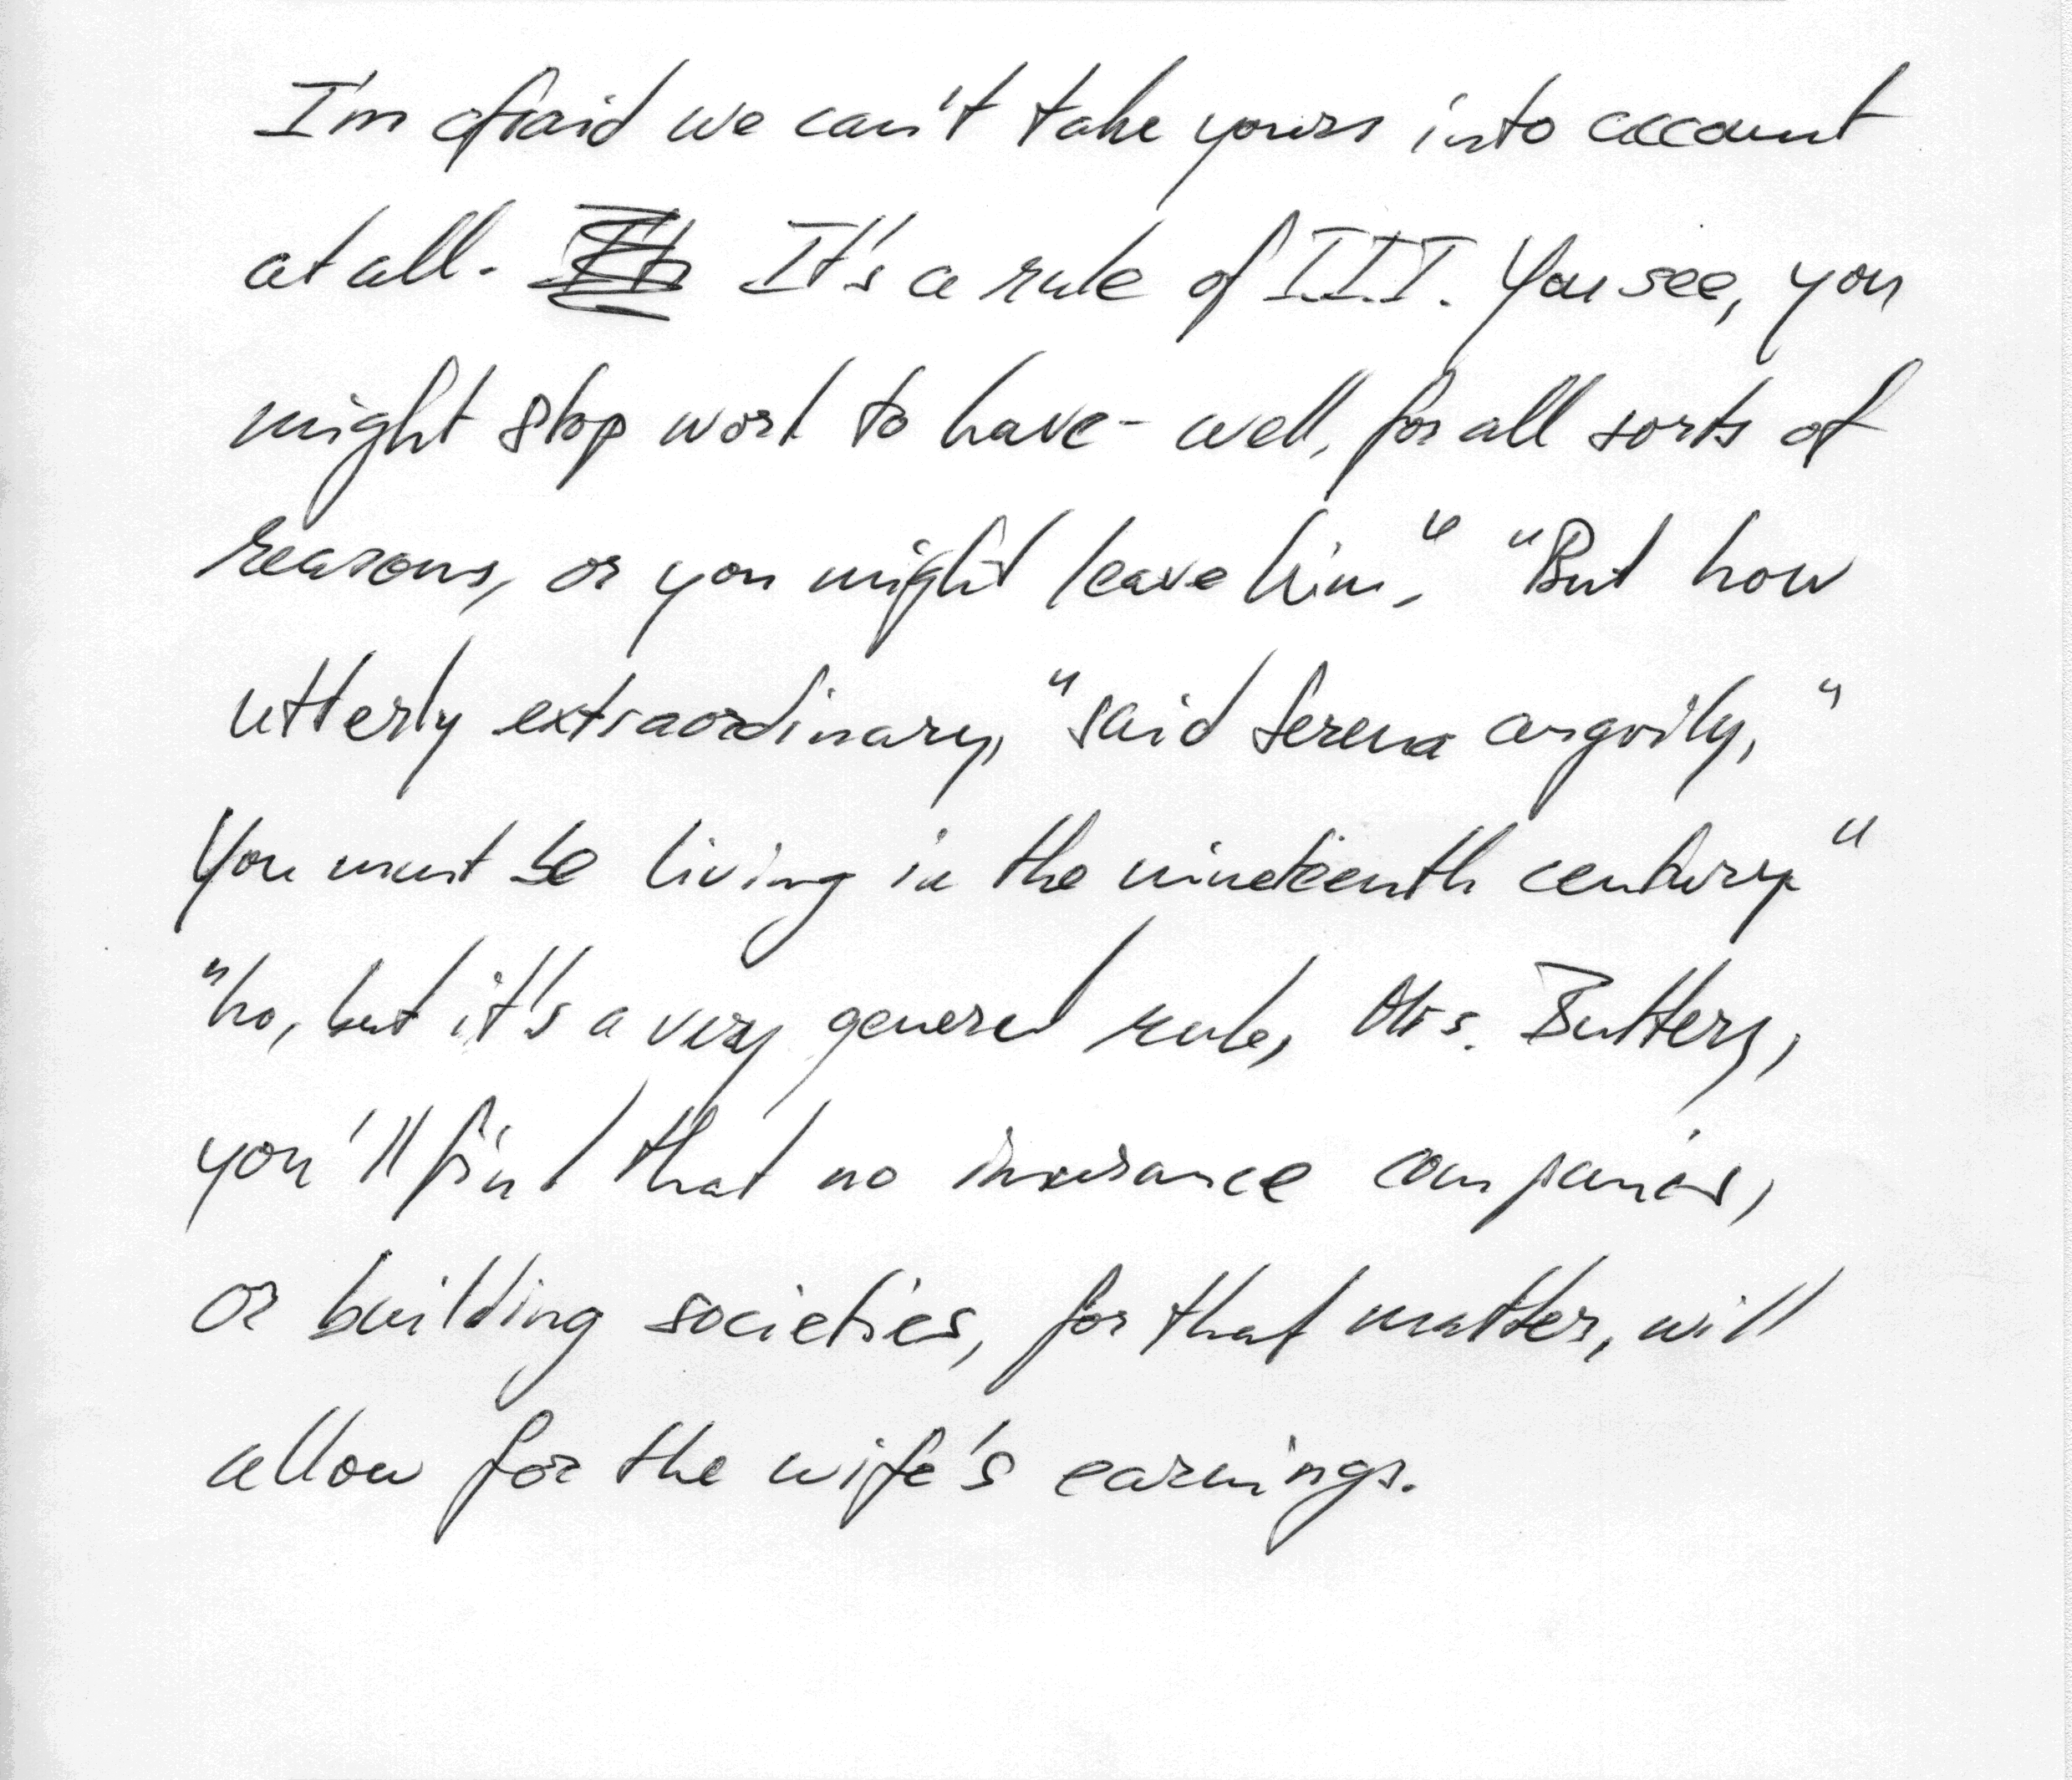 I'm afraid we can't take yours into account
at all. It's a rule of I.I.I. You see, you
might stop work to have - well, for all sorts of
reasons, or you might leave him." "But how
utterly extraordinary," said Serena angrily, "
You must be living in the nineteenth century."
"No, but it's a very general rule, Mrs. Buttery,
you'll find that no insurance companies,
or building societies, for that matter, will
allow for the wife's earnings.